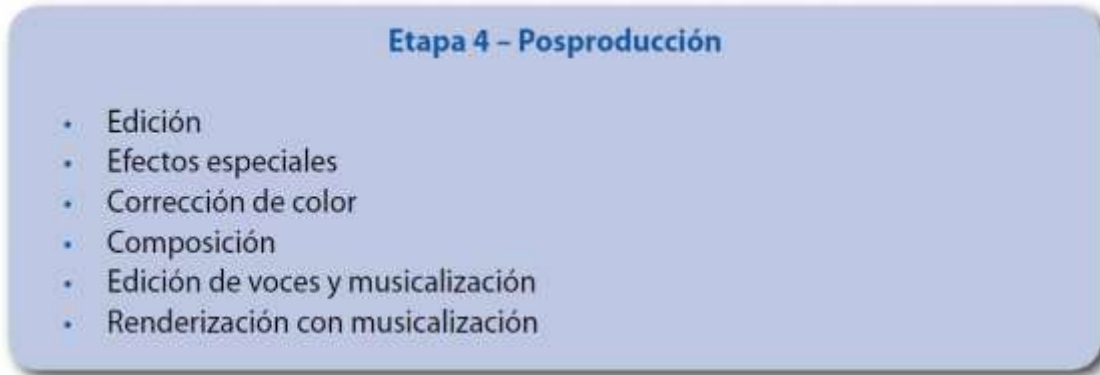 Etapa 4 – Posproducción
• Edición
• Efectos especiales
• Corrección de color
• Composición
• Edición de voces y musicalización
• Renderización con musicalización